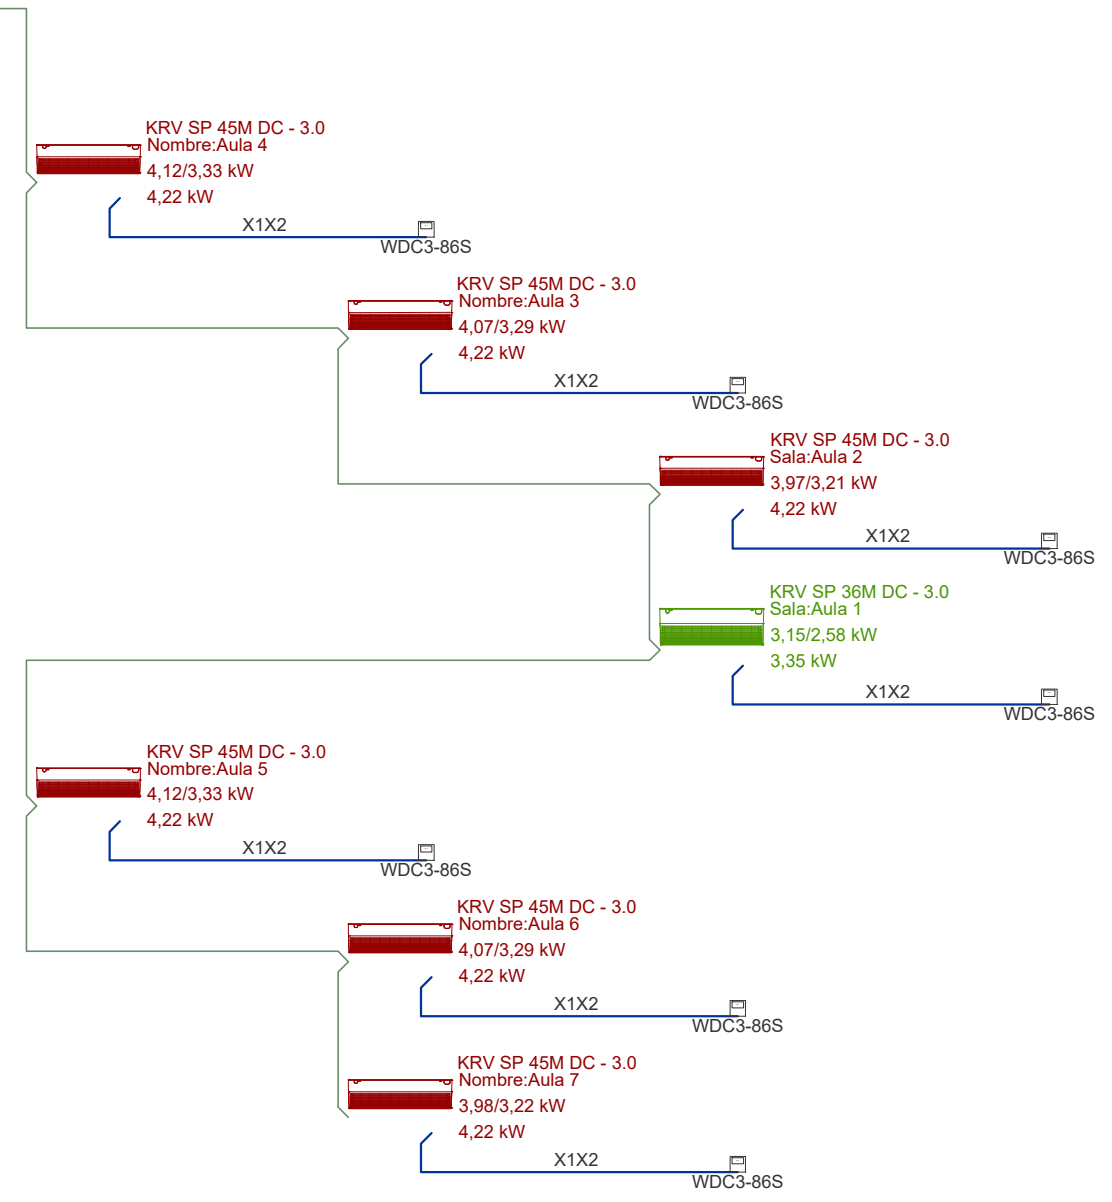 KRV SP 45M DC - 3.0
Nombre:Aula 4
4,12/3,33 kW
4,22 kW
X1X2
WDC3-86S
KRV SP 45M DC - 3.0
Nombre:Aula 3
4,07/3,29 kW
4,22 kW
X1X2
WDC3-86S
KRV SP 45M DC - 3.0
Sala:Aula 2
3,97/3,21 kW
4,22 kW
X1X2
WDC3-86S
KRV SP 36M DC - 3.0
Sala:Aula 1
3,15/2,58 kW
3,35 kW
X1X2
WDC3-86S
KRV SP 45M DC - 3.0
Nombre:Aula 5
4,12/3,33 kW
4,22 kW
X1X2
WDC3-86S
KRV SP 45M DC - 3.0
Nombre:Aula 6
4,07/3,29 kW
4,22 kW
X1X2
WDC3-86S
KRV SP 45M DC - 3.0
Nombre:Aula 7
3,98/3,22 kW
4,22 kW
X1X2
WDC3-86S